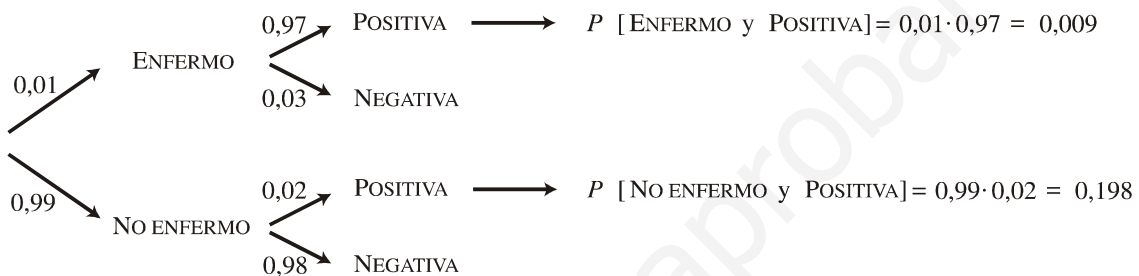 0,97 POSITIVA P [ENFERMO y POSITIVA] = 0,01·0,97 = 0,009
ENFERMO
0,01
0,03 NEGATIVA
0,99
0,02 POSITIVA P [NO ENFERMO y POSITIVA] = 0,99·0,02 = 0,198
NO ENFERMO
0,98 NEGATIVA
aprobar